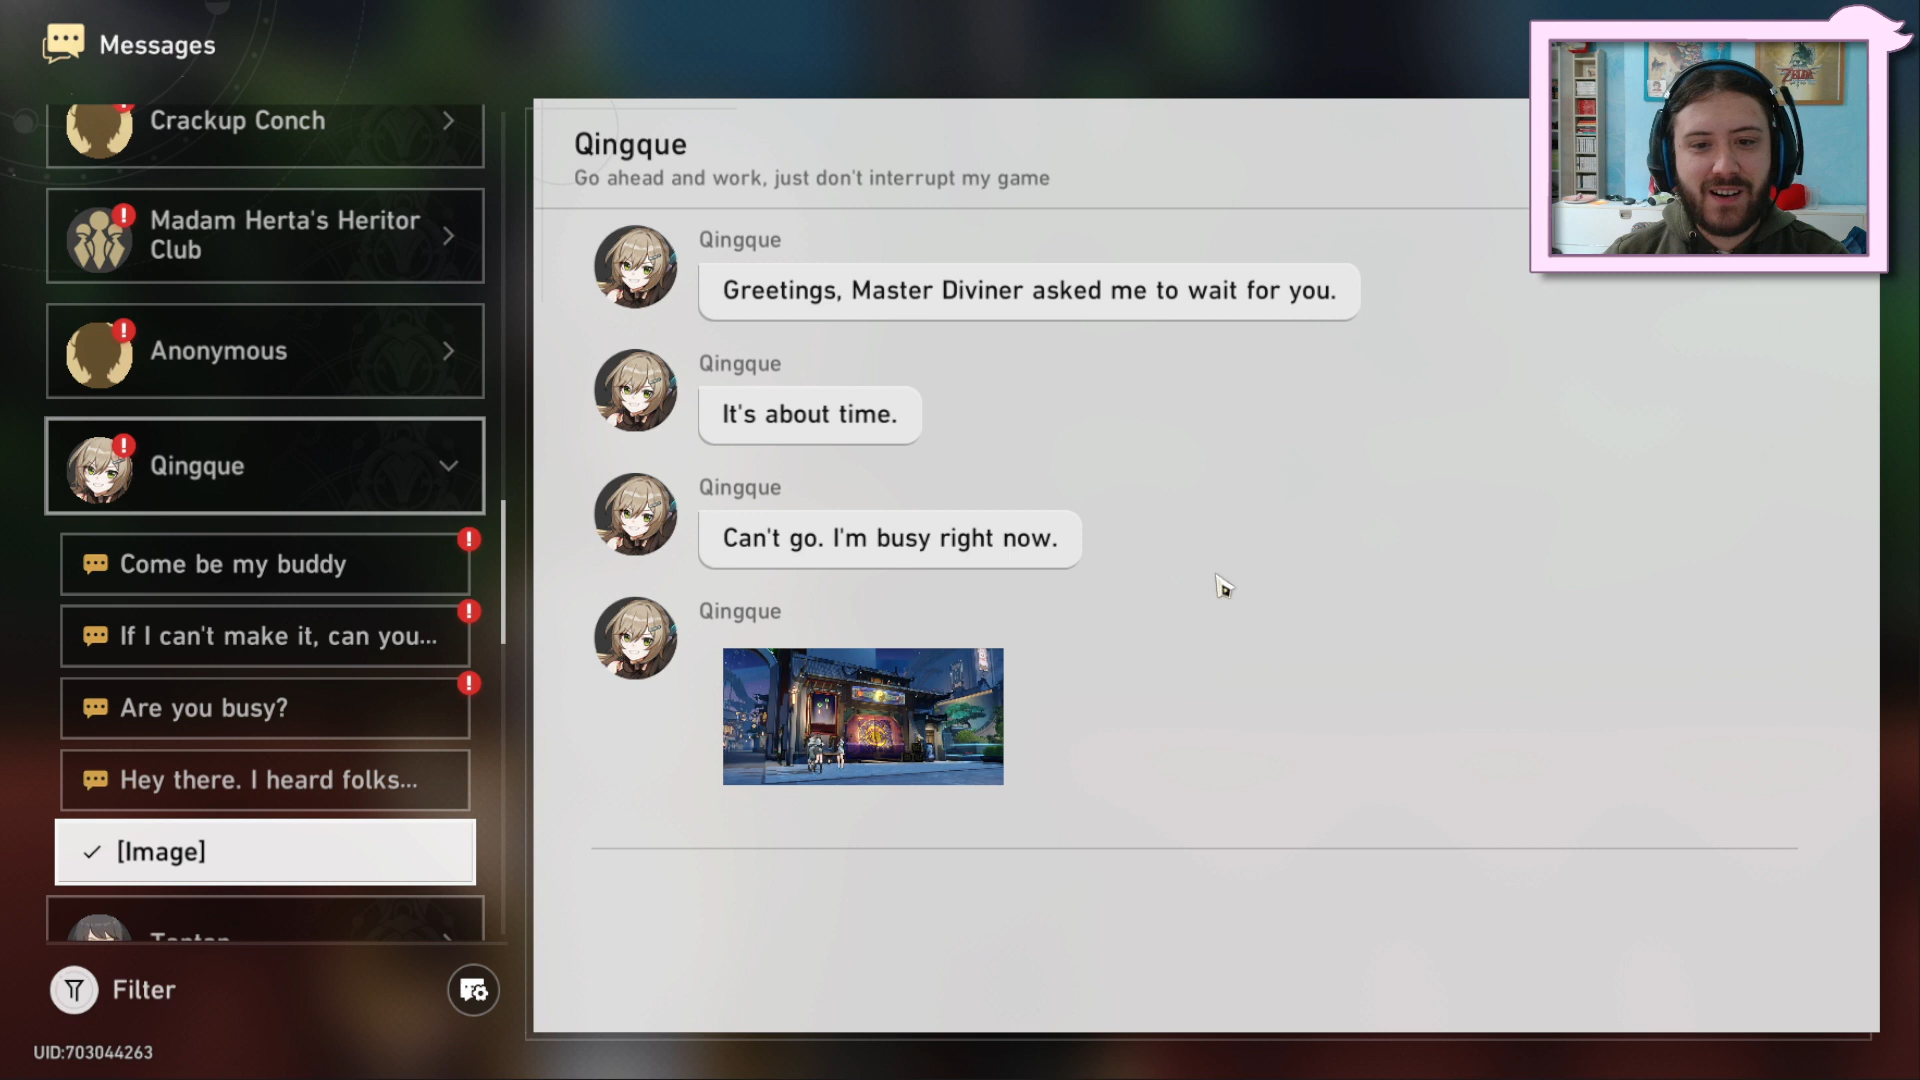 Messages
Crackup Conch
Madam Herta's Heritor
Club
Anonymous
Qingque
Come be my buddy
If I can't make it, can you...
Are you busy?
Hey there. I heard folks...
[Image]
Filter
UID:703044263
Qingque
Go ahead and work, just don't interrupt my game
Qingque
Greetings, Master Diviner asked me to wait for you.
Qingque
It's about time.
Qingque
Can't go. I'm busy right now.
Qingque
ZELDA